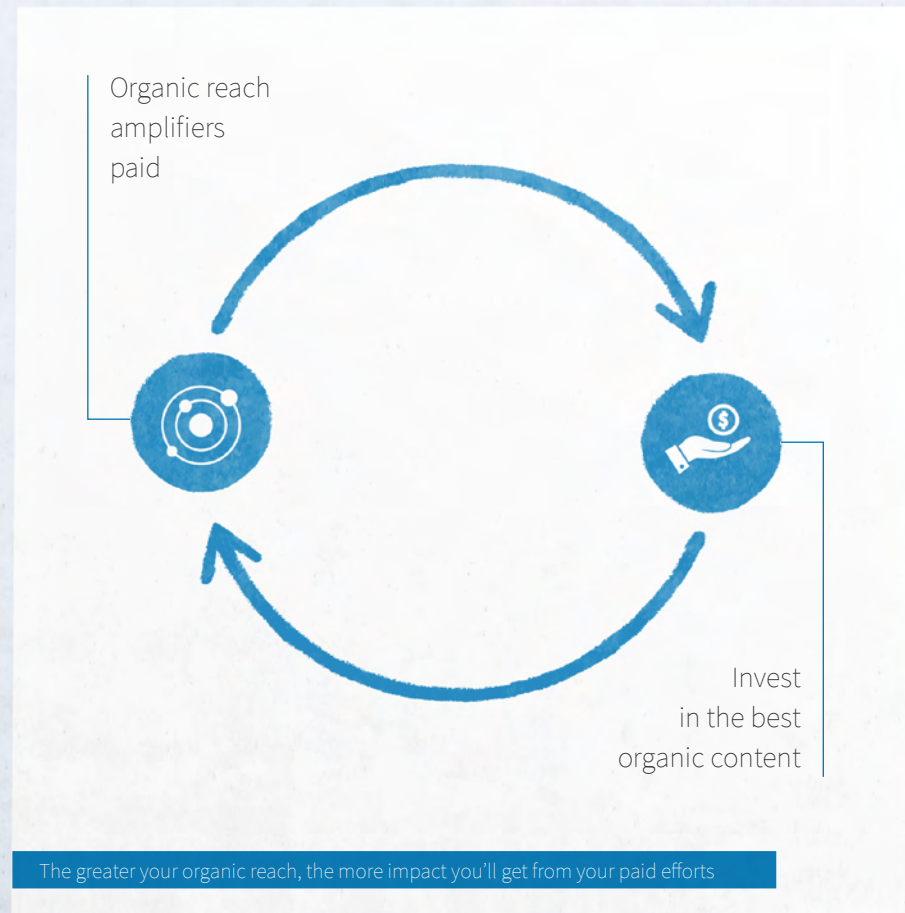 Organic reach
amplifiers
paid
$
Invest
in the best
organic content
The greater your organic reach, the more impact you'll get from your paid efforts